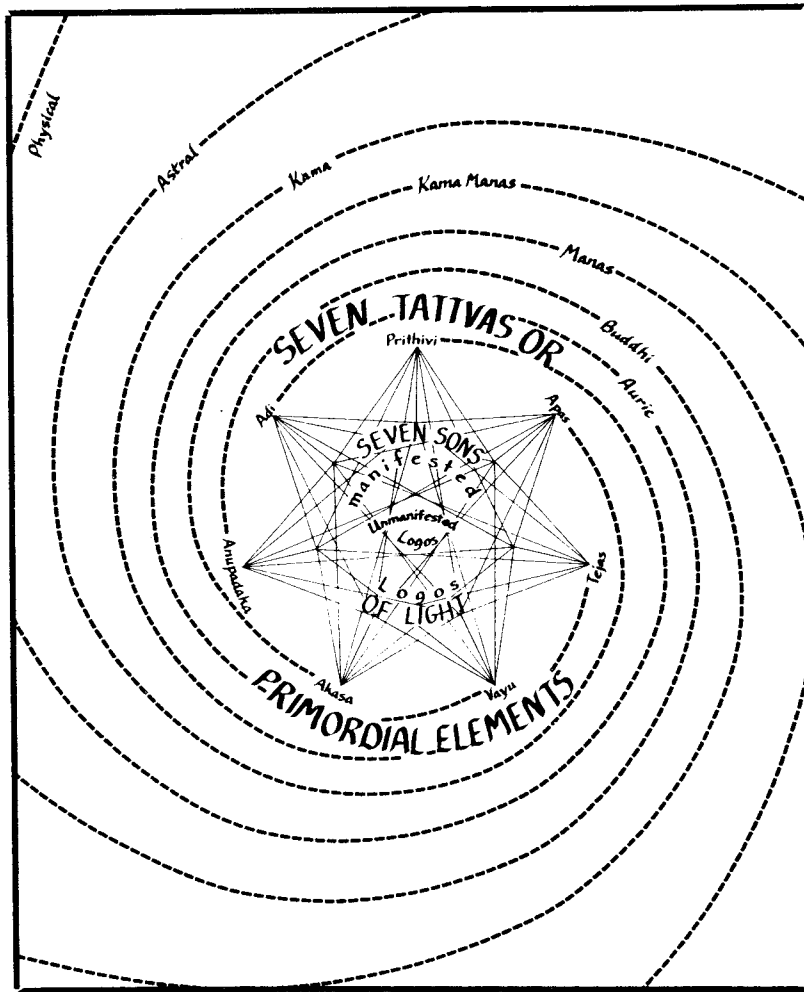 Physical
Astral
Kama
Kama Manas
Manas
Buddhi
Auric
SEVEN TATTVAS OR
Prithivi
Adi
Apas
SEVEN SONS
manifested
Unmanifested
Logos
Anupadaka
Tejas
Logos
OF LIGHT
Akasa
Vayu
PRIMORDIAL ELEMENTS